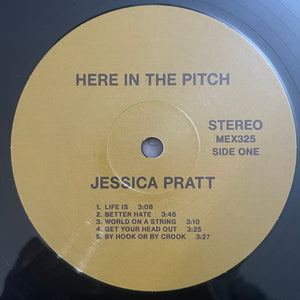 HERE IN THE PITCH
STEREO
MEX325
SIDE ONE
JESSICA PRATT
1. LIFE IS 3:08
2. BETTER HATE 3:46
3. WORLD ON A STRING 3:10
4. GET YOUR HEAD OUT 3:25
5. BY HOOK OR BY CROOK 3:27